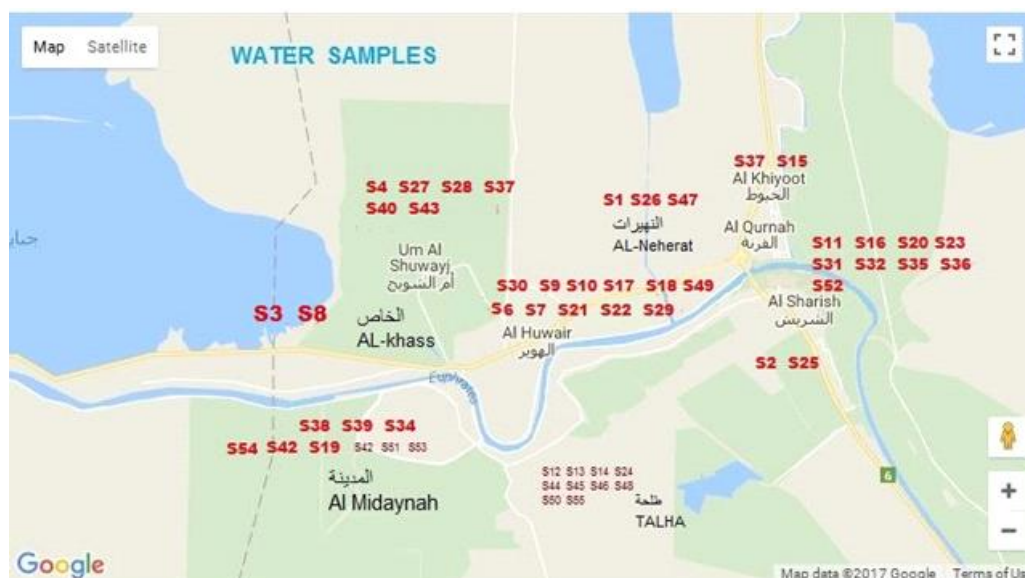 Map Satellite
WATER SAMPLES
S37 S15
Al Khiyoot
الخيوط
S4 S27 S28 S37
S40 S43
S1 S26 S47
النهيرات
AL-Neherat
Al Qurnah
القرنة
S11 S16 S20 S23
S31 S32 S35 S36
S52
Al Sharish
الشريش
Um Al
Shuwayj
أم الشويج
S30 S9 S10 S17 S18 S49
S6 S7 S21 S22 S29
Al Huwair
الهوير
S3 S8
الخاص
AL-khass
S2 S25
Euphrates
S38 S39 S34
S54 S42 S19 S42 S51 S53
المدينة
Al Midaynah
S12 S13 S14 S24
S44 S45 S46 S48
S50 S55
طلحة
TALHA
6
+
−
Google
Map data ©2017 Google Terms of Us